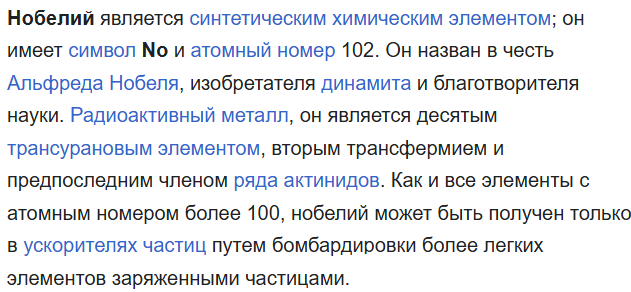 Нобелий является синтетическим химическим элементом; он
имеет символ No и атомный номер 102. Он назван в честь
Альфреда Нобеля, изобретателя динамита и благотворителя
науки. Радиоактивный металл, он является десятым
трансурановым элементом, вторым трансфермием и
предпоследним членом ряда актинидов. Как и все элементы с
атомным номером более 100, нобелий может быть получен только
в ускорителях частиц путем бомбардировки более легких
элементов заряженными частицами.